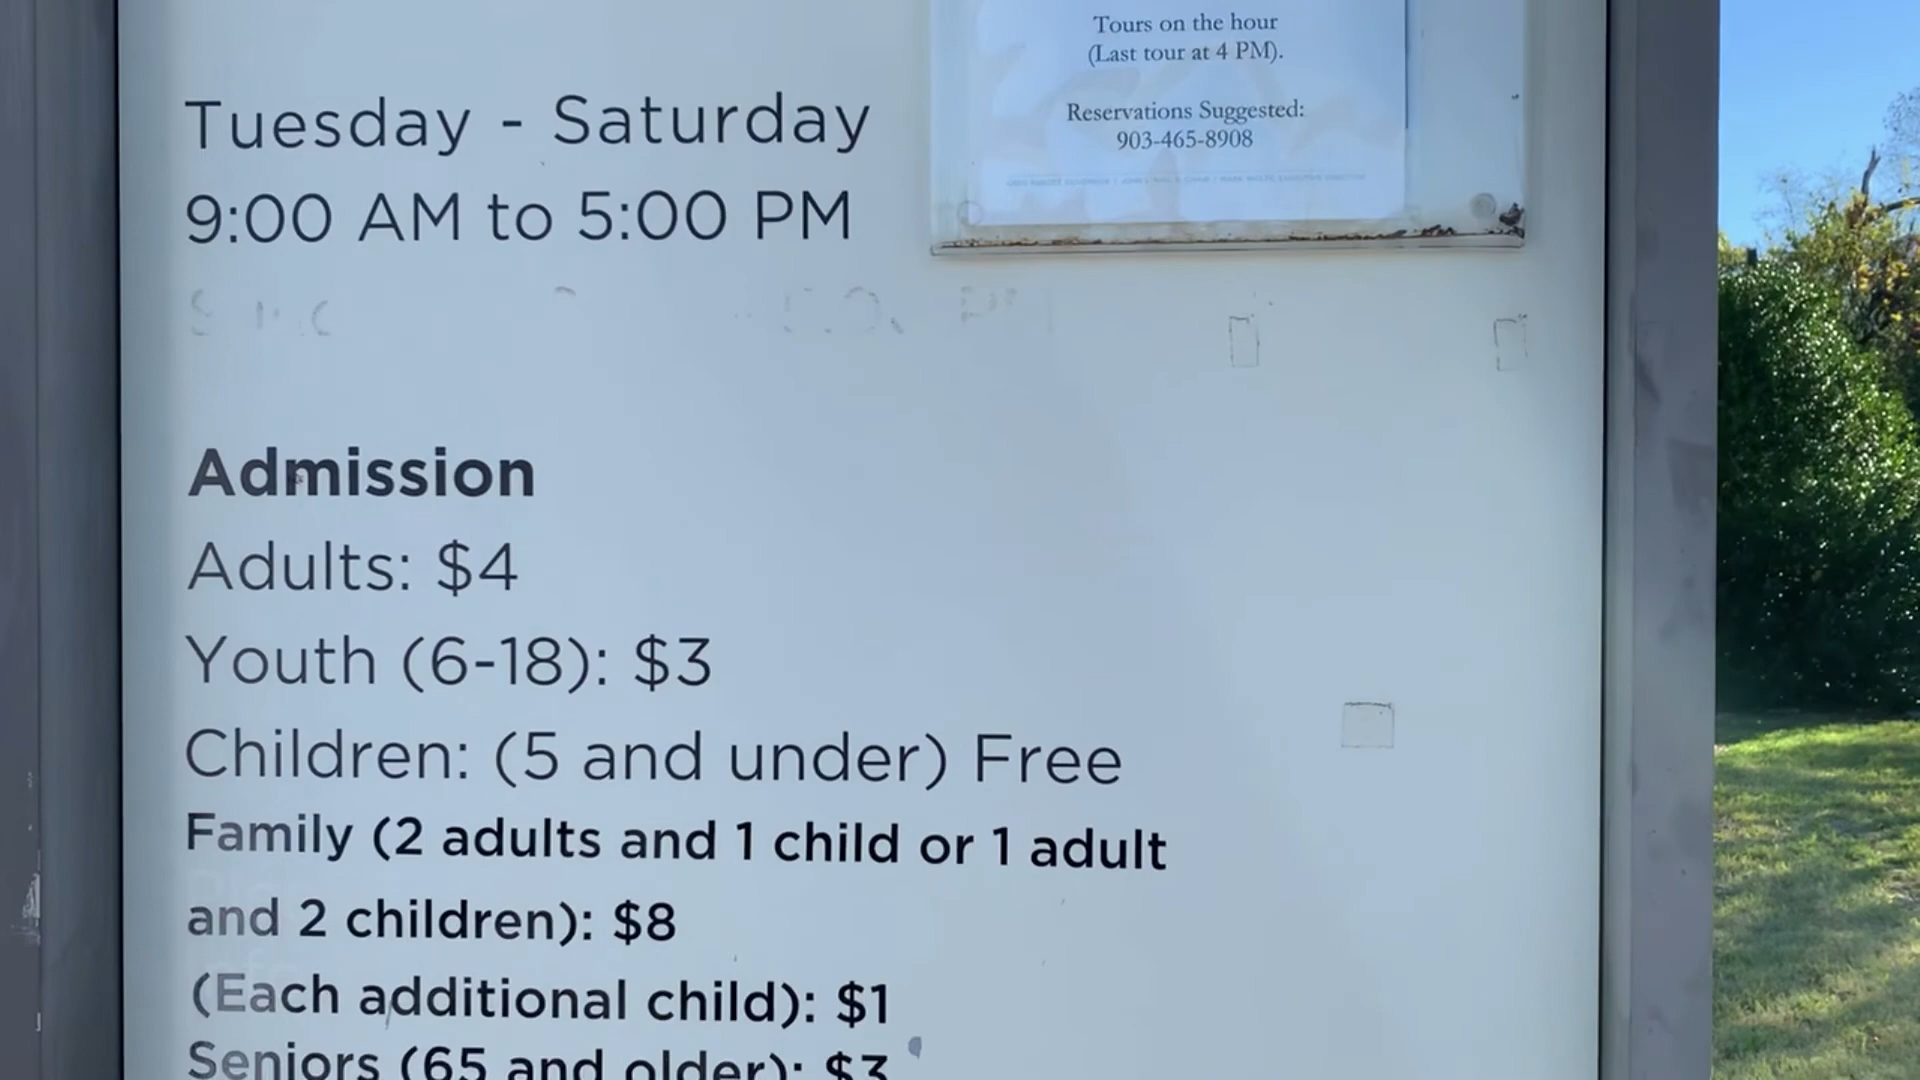 Tours on the hour
(Last tour at 4 PM).
Reservations Suggested:
903-465-8908
Tuesday - Saturday
9:00 AM to 5:00 PM
Admission
Adults: $4
Youth (6-18): $3
Children: (5 and under) Free
Family (2 adults and 1 child or 1 adult
and 2 children): $8
(Each additional child): $1
Seniors (65 and older): $3